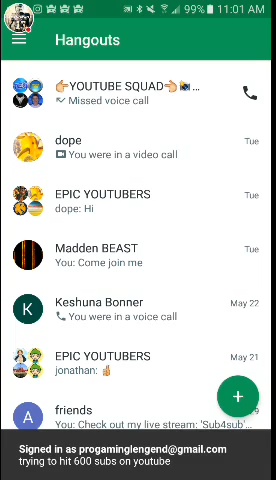 99% 11:01 AM
Hangouts
👉YOUTUBE SQUAD👈📸...
Missed voice call
dope Tue
You were in a video call
EPIC YOUTUBERS Tue
dope: Hi
Madden BEAST Tue
You: Come join me
K Keshuna Bonner May 22
You were in a voice call
EPIC YOUTUBERS May 21
jonathan: ✌
A friends
You: Check out my live stream: 'Sub4sub'...
Signed in as progaminglengend@gmail.com
trying to hit 600 subs on youtube